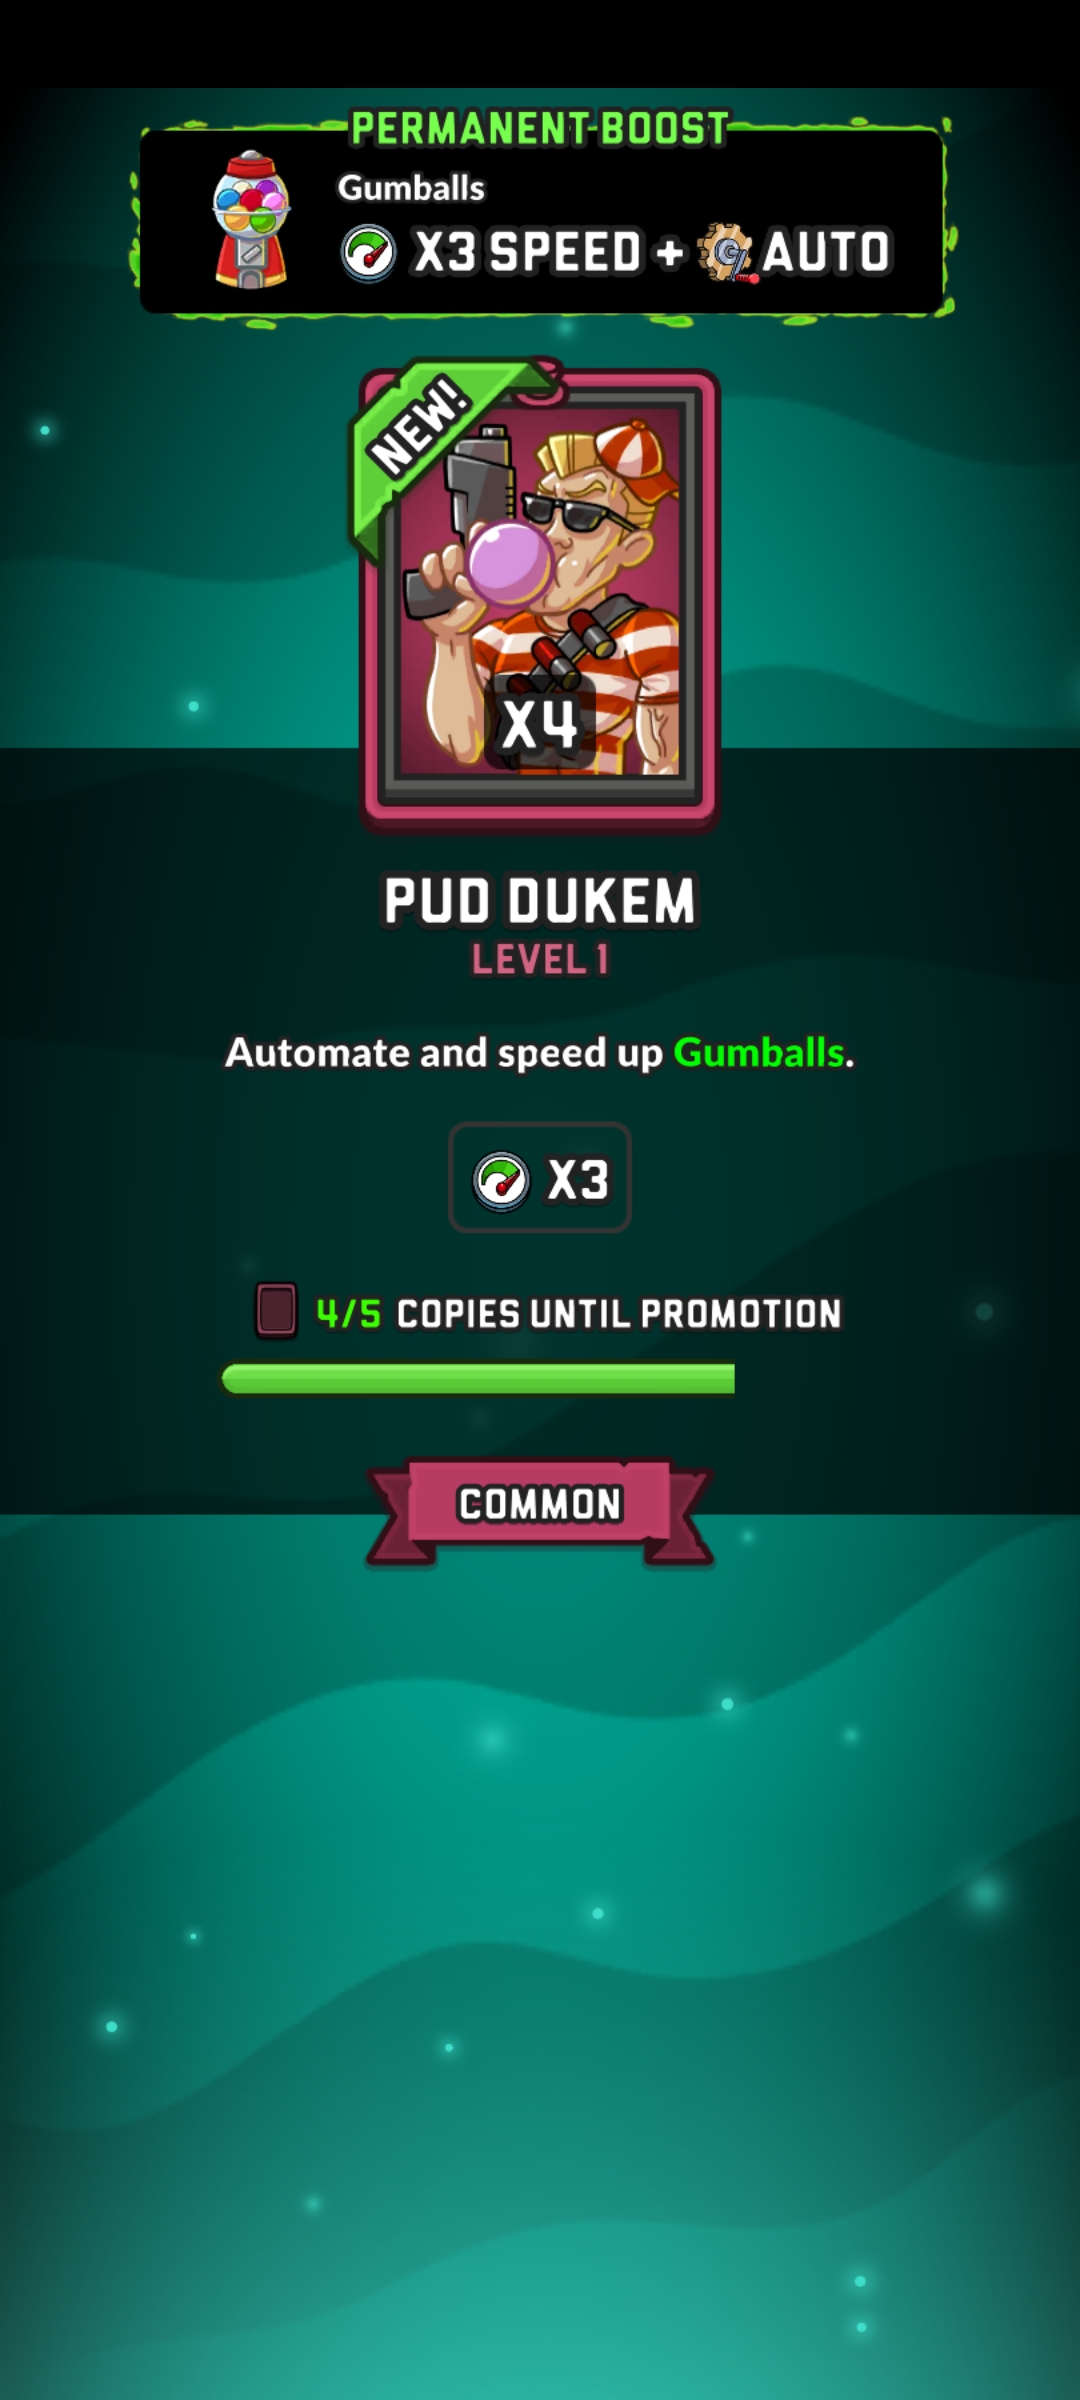 PERMANENT BOOST
Gumballs
X3 SPEED + AUTO
NEW!
X4
PUD DUKEM
LEVEL 1
Automate and speed up Gumballs.
X3
4/5 COPIES UNTIL PROMOTION
COMMON